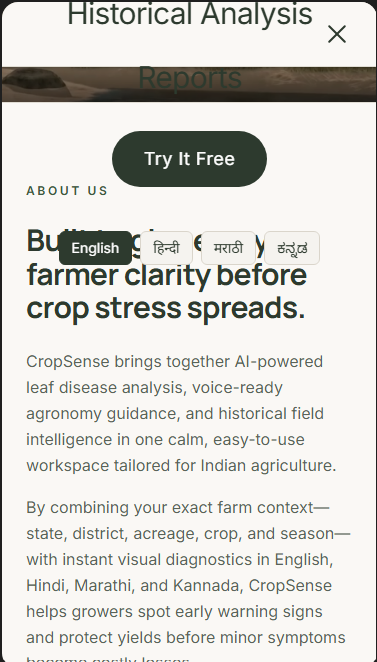 Historical Analysis
Reports
Try It Free
ABOUT US
English
हिन्दी
मराठी
ಕನ್ನಡ
farmer clarity before
crop stress spreads.
CropSense brings together AI-powered
leaf disease analysis, voice-ready
agronomy guidance, and historical field
intelligence in one calm, easy-to-use
workspace tailored for Indian agriculture.
By combining your exact farm context—
state, district, acreage, crop, and season—
with instant visual diagnostics in English,
Hindi, Marathi, and Kannada, CropSense
helps growers spot early warning signs
and protect yields before minor symptoms